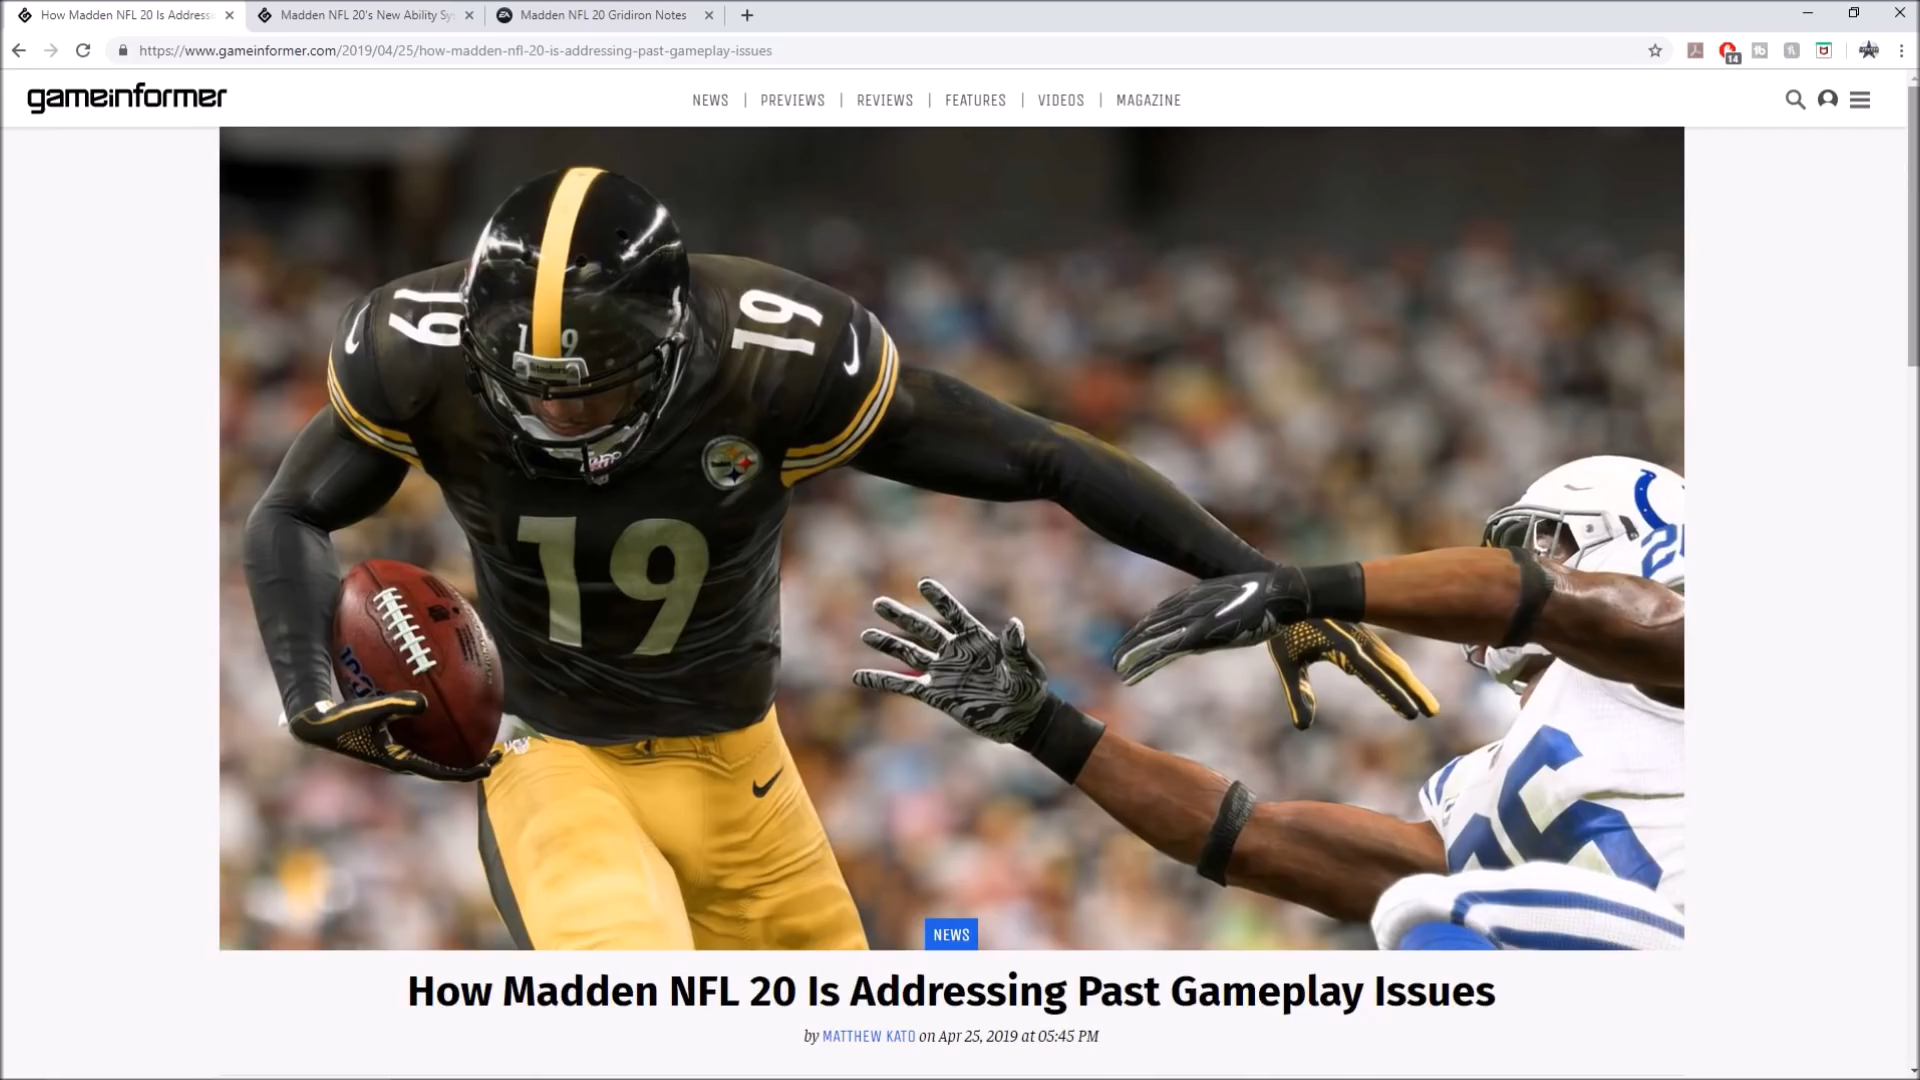 How Madden NFL 20 Is Address
Madden NFL 20's New Ability Sy
Madden NFL 20 Gridiron Notes
https://www.gameinformer.com/2019/04/25/how-madden-nfl-20-is-addressing-past-gameplay-issues
14
gameinformer
NEWS | PREVIEWS | REVIEWS | FEATURES | VIDEOS | MAGAZINE
19
19
19
Steelers
19
NEWS
How Madden NFL 20 Is Addressing Past Gameplay Issues
by MATTHEW KATO on Apr 25, 2019 at 05:45 PM